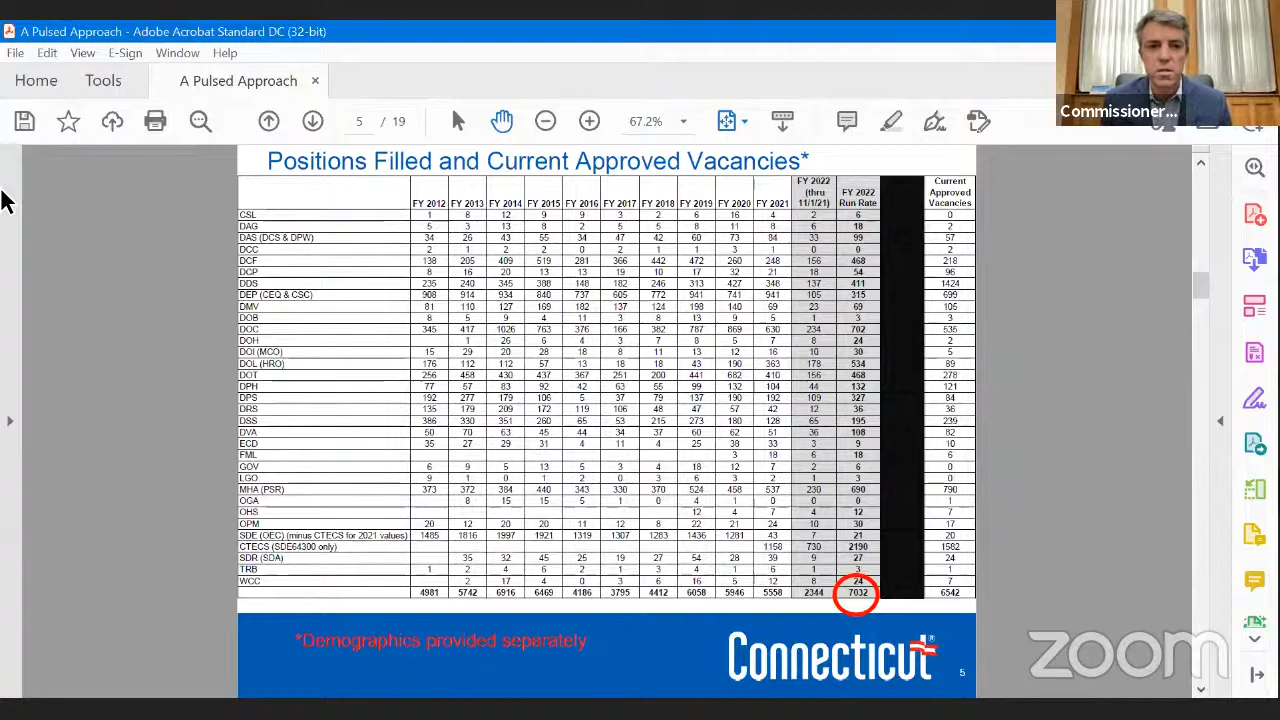 A Pulsed Approach - Adobe Acrobat Standard DC (32-bit)
File Edit View E-Sign Window Help
Home Tools A Pulsed Approach ×
5 / 19 67.2%
Commissioner...
Positions Filled and Current Approved Vacancies*
FY 2012 FY 2013 FY 2014 FY 2015 FY 2016 FY 2017 FY 2018 FY 2019 FY 2020 FY 2021 FY 2022 (thru 11/1/21) FY 2022 Run Rate Current Approved Vacancies
CSL 1 8 12 9 9 3 2 6 16 4 2 6 0
DAG 5 3 13 8 2 5 5 8 11 8 6 18 2
DAS (DCS & DPW) 34 26 43 55 34 47 42 60 73 84 33 99 57
DCC 2 1 2 2 0 2 1 1 3 1 0 0 2
DCF 138 205 409 519 281 366 442 472 260 248 156 468 218
DCP 8 16 20 13 13 19 10 17 32 21 18 54 96
DDS 235 240 345 388 148 182 246 313 427 348 137 411 1424
DEP (CEQ & CSC) 908 914 934 840 737 605 772 941 741 941 105 315 699
DMV 81 110 127 169 182 137 124 198 140 69 23 69 105
DOB 8 5 9 4 11 3 8 13 9 5 1 3 3
DOC 345 417 1026 763 376 166 382 787 869 630 234 702 535
DOH 1 26 6 4 3 7 8 5 7 8 24 2
DOI (MCO) 15 29 20 28 18 8 11 13 12 16 10 30 5
DOL (HRO) 176 112 112 57 13 18 18 43 190 363 178 534 89
DOT 256 458 430 437 367 251 200 441 682 410 156 468 278
DPH 77 57 83 92 42 63 55 99 132 104 44 132 121
DPS 192 277 179 106 5 37 79 137 190 192 109 327 84
DRS 135 179 209 172 119 106 48 47 57 42 12 36 36
DSS 386 330 351 260 65 53 215 273 180 128 65 195 239
DVA 50 70 63 45 44 34 37 60 62 51 36 108 82
ECD 35 27 29 31 4 11 4 25 38 33 3 9 10
FML 3 18 6 18 6
GOV 6 9 5 13 5 3 4 18 12 7 2 6 0
LGO 9 1 0 1 2 0 3 6 3 2 1 3 0
MHA (PSR) 373 372 384 440 343 330 370 524 458 537 230 690 790
OGA 8 15 15 5 1 0 4 1 0 0 0 1
OHS 12 4 7 4 12 7
OPM 20 12 20 20 11 12 8 22 21 24 10 30 17
SDE (OEC) (minus CTECS for 2021 values) 1485 1816 1997 1921 1319 1307 1283 1436 1281 43 7 21 20
CTECS (SDE64300 only) 1158 730 2190 1582
SDR (SDA) 35 32 45 25 19 27 54 28 39 9 27 24
TRB 1 2 4 6 2 1 3 4 1 6 1 3 1
WCC 2 17 4 0 3 6 16 5 12 8 24 7
4981 5742 6916 6469 4186 3795 4412 6058 5946 5558 2344 7032 6542
*Demographics provided separately
Connecticut®
5
zoom